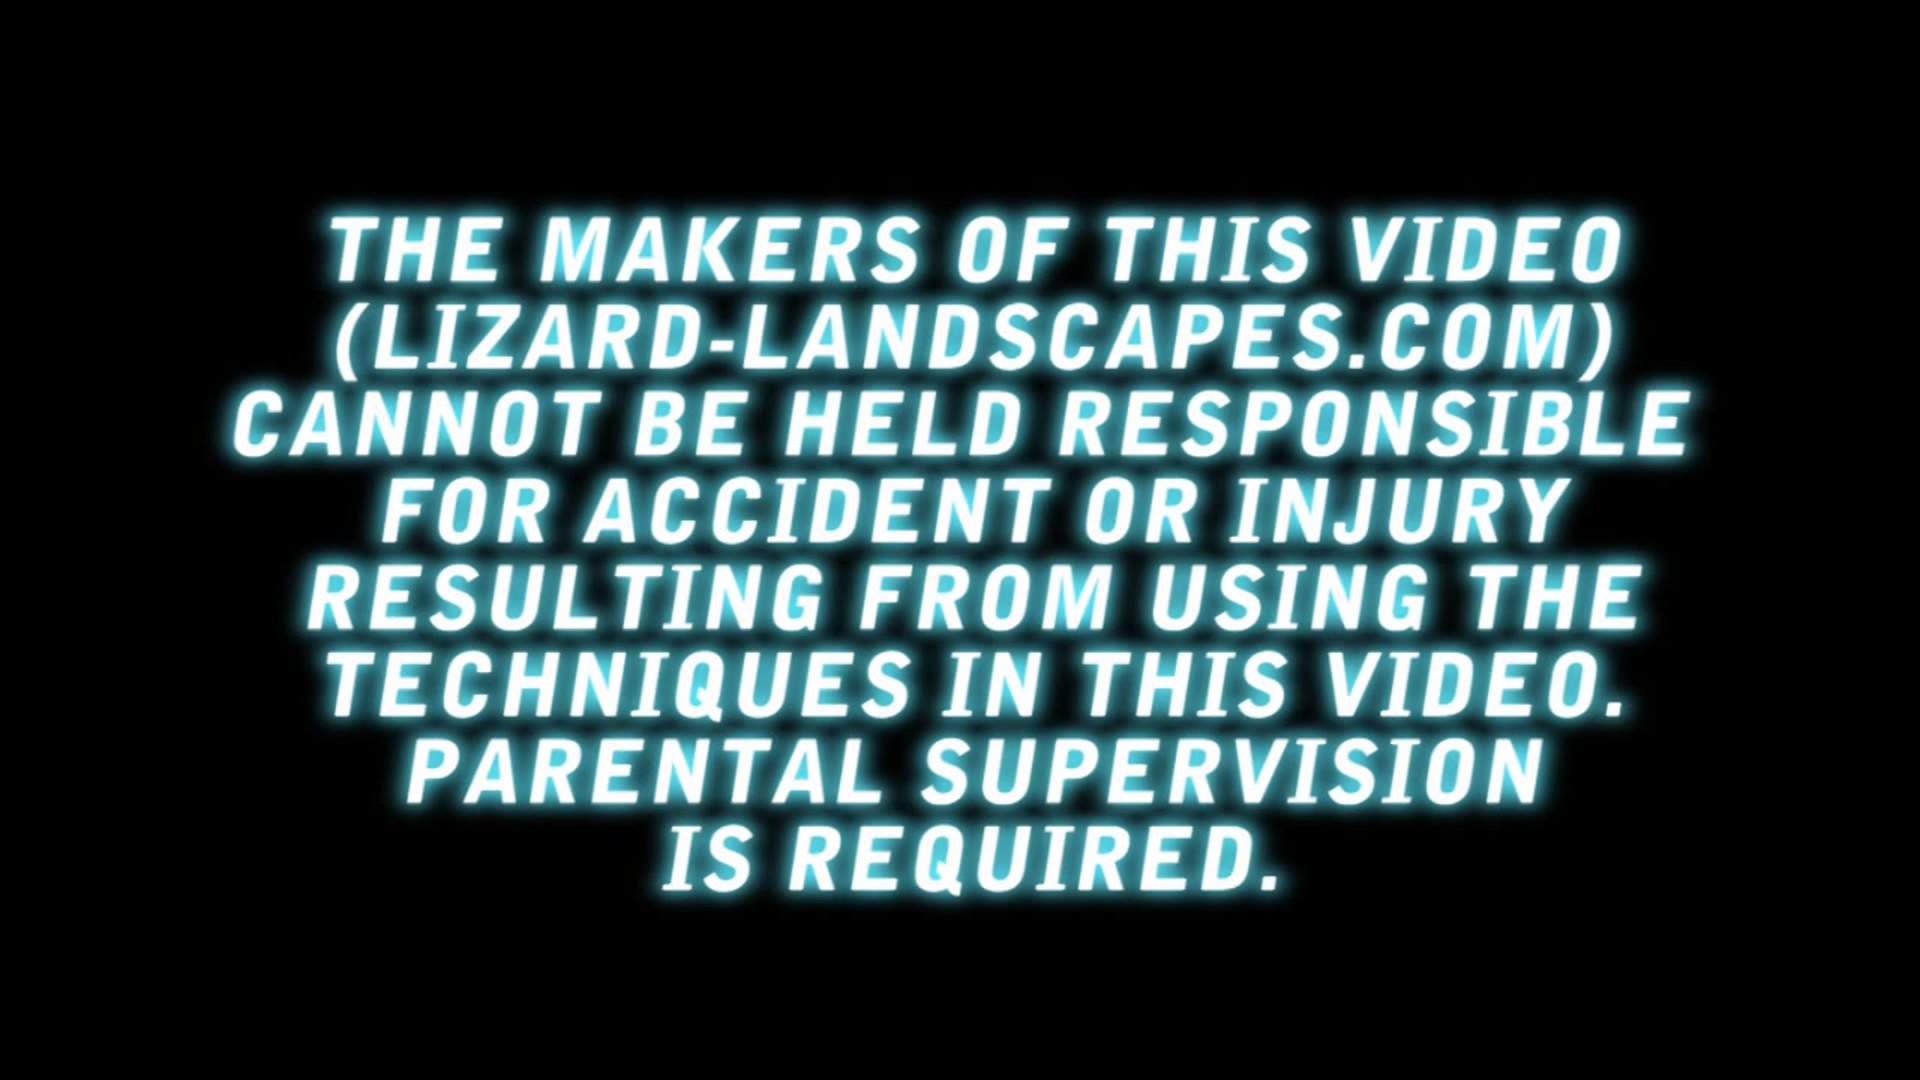 THE MAKERS OF THIS VIDEO
(LIZARD-LANDSCAPES.COM)
CANNOT BE HELD RESPONSIBLE
FOR ACCIDENT OR INJURY
RESULTING FROM USING THE
TECHNIQUES IN THIS VIDEO.
PARENTAL SUPERVISION
IS REQUIRED.